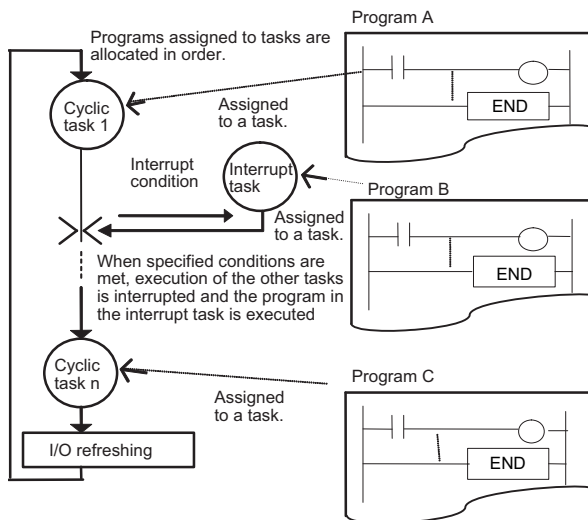 Program A
Programs assigned to tasks are
allocated in order.
END
Cyclic
task 1
Assigned
to a task.
Interrupt
condition
Interrupt
task
Program B
Assigned
to a task.
When specified conditions are
met, execution of the other tasks
is interrupted and the program in
the interrupt task is executed
END
Cyclic
task n
Program C
Assigned
to a task.
I/O refreshing
END